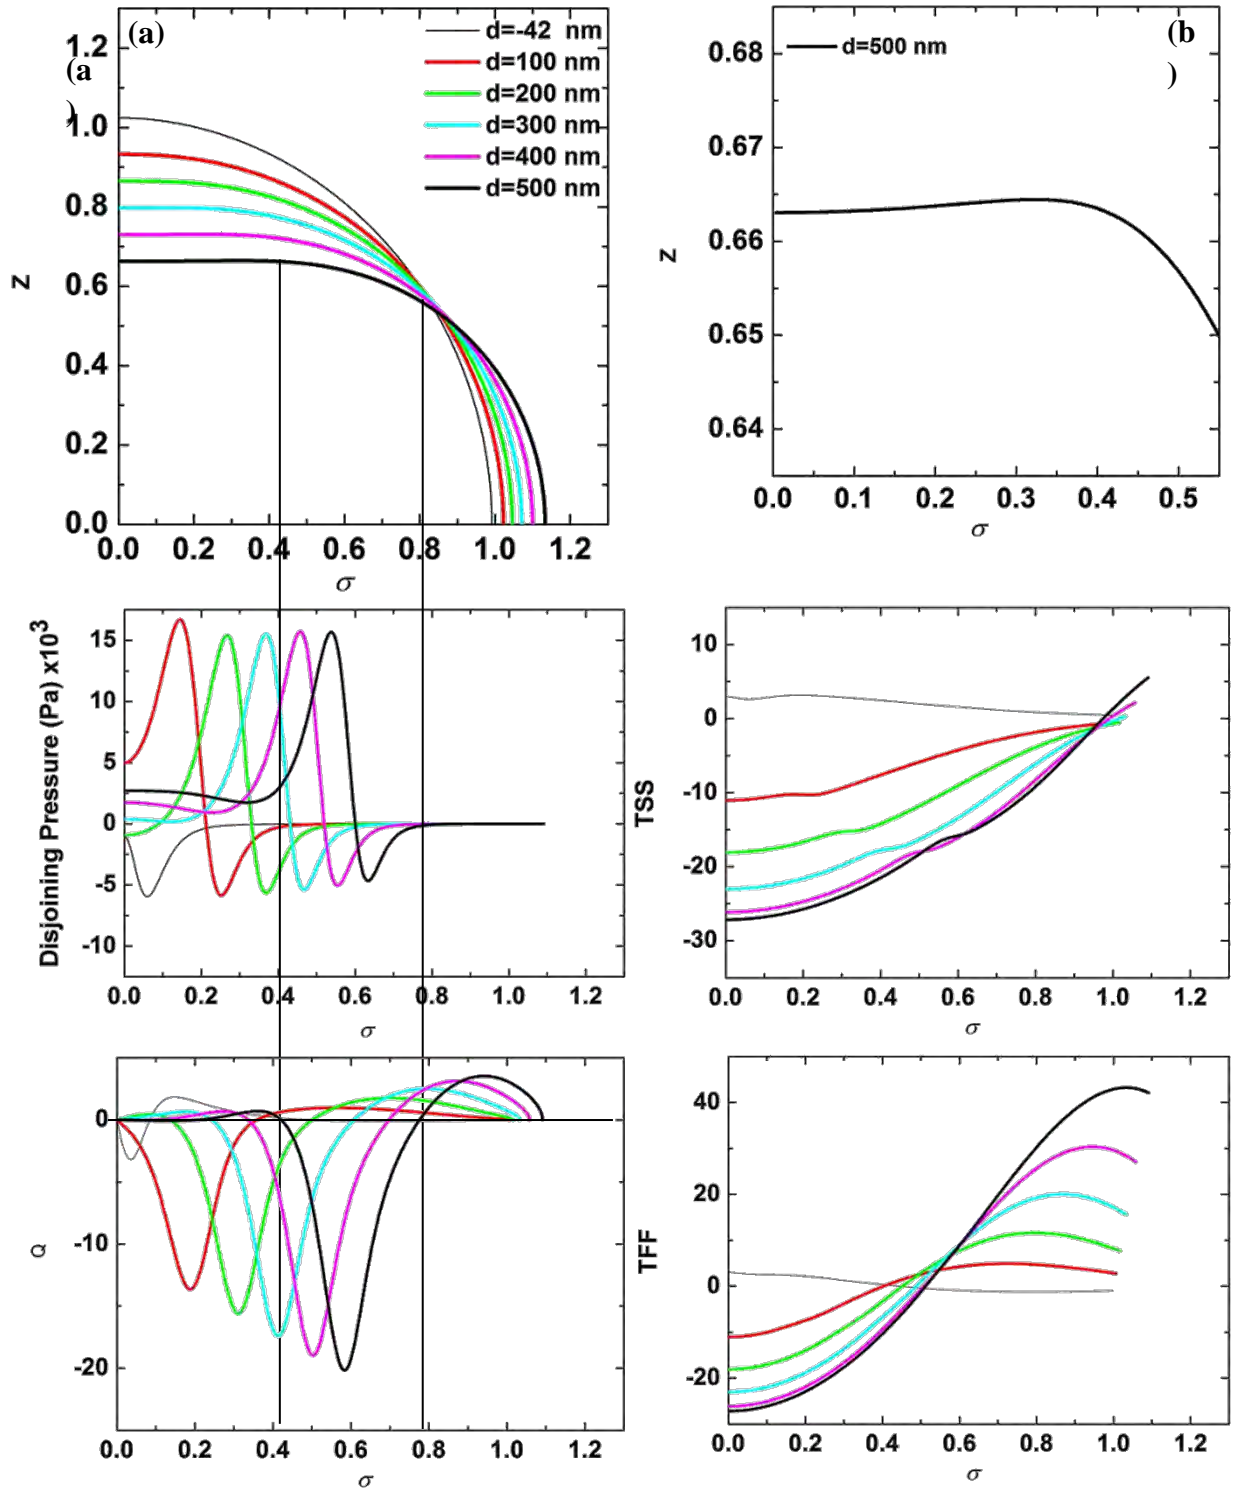 (a)
(a
)
d=-42 nm
d=100 nm
d=200 nm
d=300 nm
d=400 nm
d=500 nm
1.2
1.0
0.8
0.6
0.4
0.2
0.0
z
0.0 0.2 0.4 0.6 0.8 1.0 1.2
σ
(b
)
d=500 nm
0.68
0.67
0.66
0.65
0.64
z
0.0 0.1 0.2 0.3 0.4 0.5
σ
Disjoining Pressure (Pa) x10³
15
10
5
0
-5
-10
0.0 0.2 0.4 0.6 0.8 1.0 1.2
σ
TSS
10
0
-10
-20
-30
0.0 0.2 0.4 0.6 0.8 1.0 1.2
σ
Q
0
-10
-20
0.0 0.2 0.4 0.6 0.8 1.0 1.2
σ
TFF
40
20
0
-20
0.0 0.2 0.4 0.6 0.8 1.0 1.2
σ